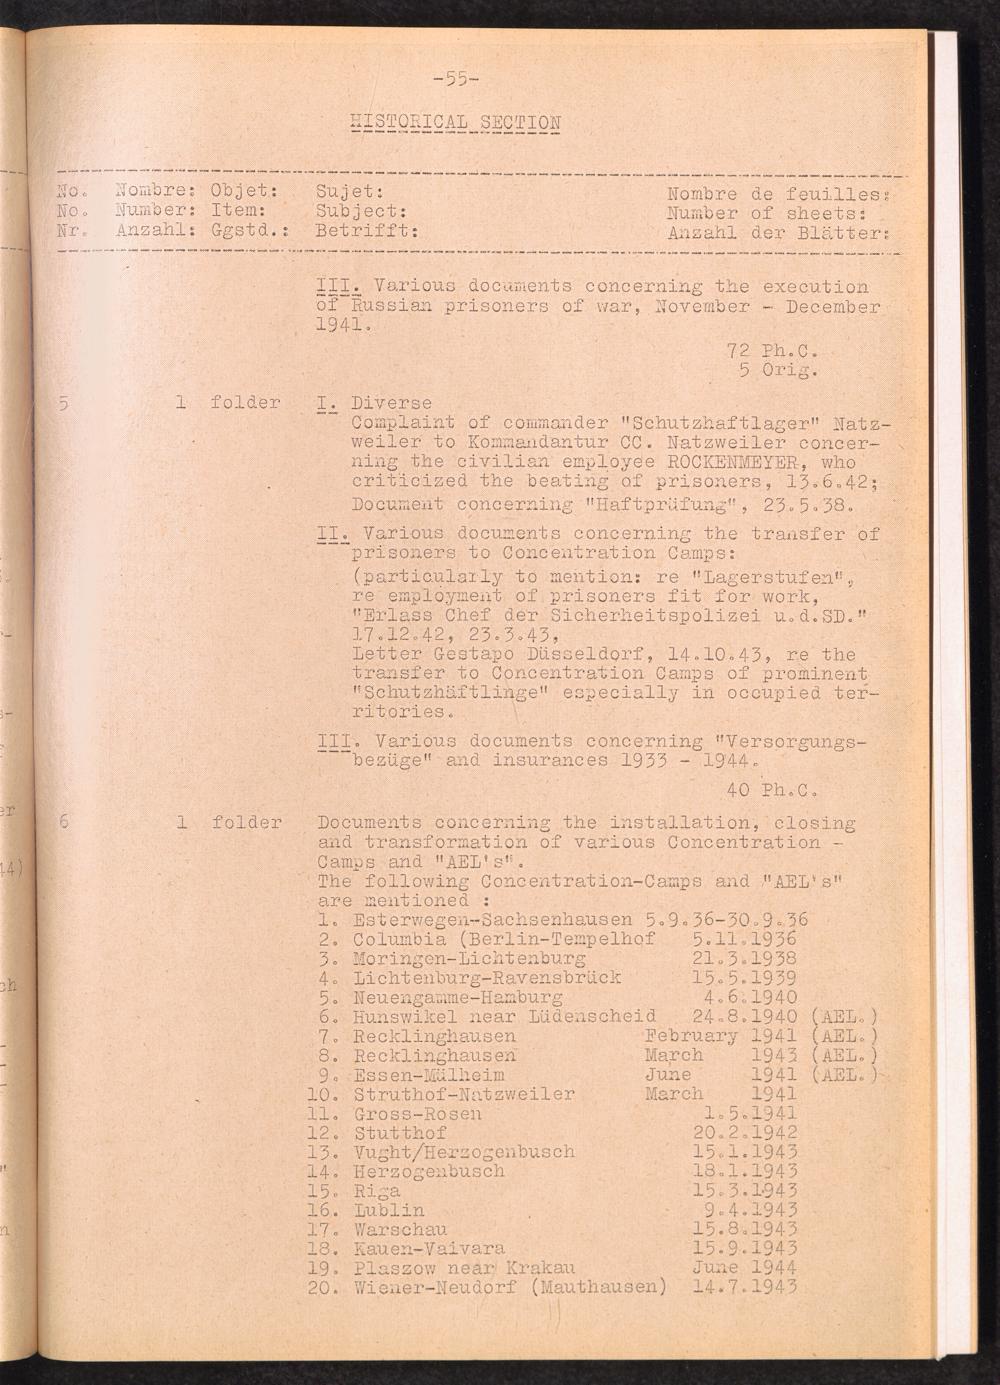 -55-
HISTORICAL SECTION
No. Nombre: Objet: Sujet: Nombre de feuilles:
No. Number: Item: Subject: Number of sheets:
Nr. Anzahl: Ggstd.: Betrifft: Anzahl der Blätter:
III. Various documents concerning the execution
of Russian prisoners of war, November - December
1941.
72 Ph.C.
5 Orig.
5 1 folder I. Diverse
Complaint of commander "Schutzhaftlager" Natz-
weiler to Kommandantur CC. Natzweiler concer-
ning the civilian employee ROCKENMEYER, who
criticized the beating of prisoners, 13.6.42;
Document concerning "Haftprüfung", 23.5.38.
II. Various documents concerning the transfer of
prisoners to Concentration Camps:
(particularly to mention: re "Lagerstufen",
re employment of prisoners fit for work,
"Erlass Chef der Sicherheitspolizei u.d.SD."
17.12.42, 23.3.43,
Letter Gestapo Düsseldorf, 14.10.43, re the
transfer to Concentration Camps of prominent
"Schutzhäftlinge" especially in occupied ter-
ritories.
III. Various documents concerning "Versorgungs-
bezüge" and insurances 1933 - 1944.
40 Ph.C.
6 1 folder Documents concerning the installation, closing
and transformation of various Concentration -
Camps and "AEL's".
The following Concentration-Camps and "AEL's"
are mentioned :
1. Esterwegen-Sachsenhausen 5.9.36-30.9.36
2. Columbia (Berlin-Tempelhof 5.11.1936
3. Moringen-Lichtenburg 21.3.1938
4. Lichtenburg-Ravensbrück 15.5.1939
5. Neuengamme-Hamburg 4.6.1940
6. Hunswikel near Lüdenscheid 24.8.1940 (AEL.)
7. Recklinghausen February 1941 (AEL.)
8. Recklinghausen March 1943 (AEL.)
9. Essen-Mülheim June 1941 (AEL.)
10. Struthof-Natzweiler March 1941
11. Gross-Rosen 1.5.1941
12. Stutthof 20.2.1942
13. Vught/Herzogenbusch 15.1.1943
14. Herzogenbusch 18.1.1943
15. Riga 15.3.1943
16. Lublin 9.4.1943
17. Warschau 15.8.1943
18. Kauen-Vaivara 15.9.1943
19. Plaszow near Krakau June 1944
20. Wiener-Neudorf (Mauthausen) 14.7.1943